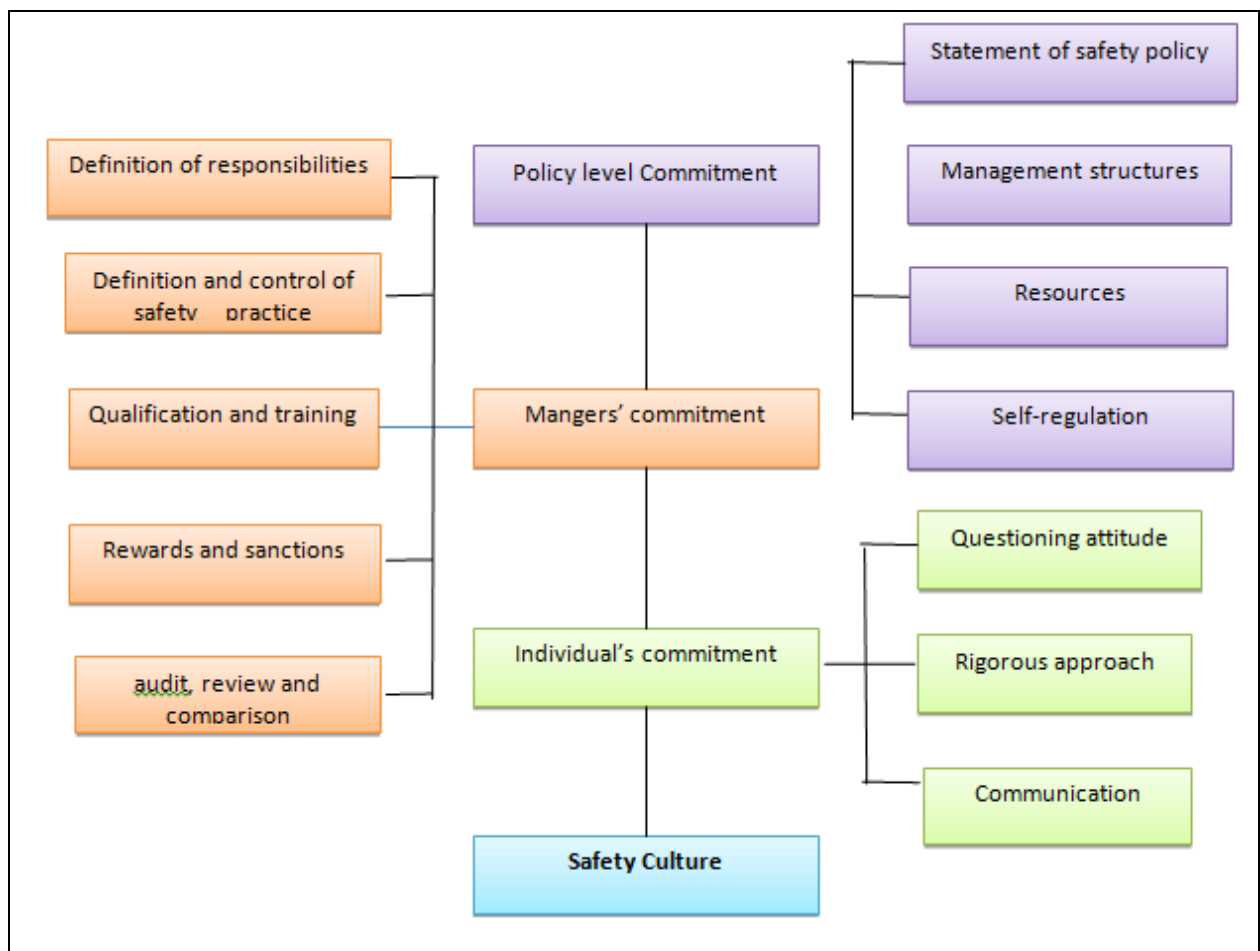 Statement of safety policy
Definition of responsibilities
Policy level Commitment
Management structures
Definition and control of
safety practice
Resources
Qualification and training
Mangers’ commitment
Self-regulation
Questioning attitude
Rewards and sanctions
Individual’s commitment
Rigorous approach
audit, review and
comparison
Communication
Safety Culture